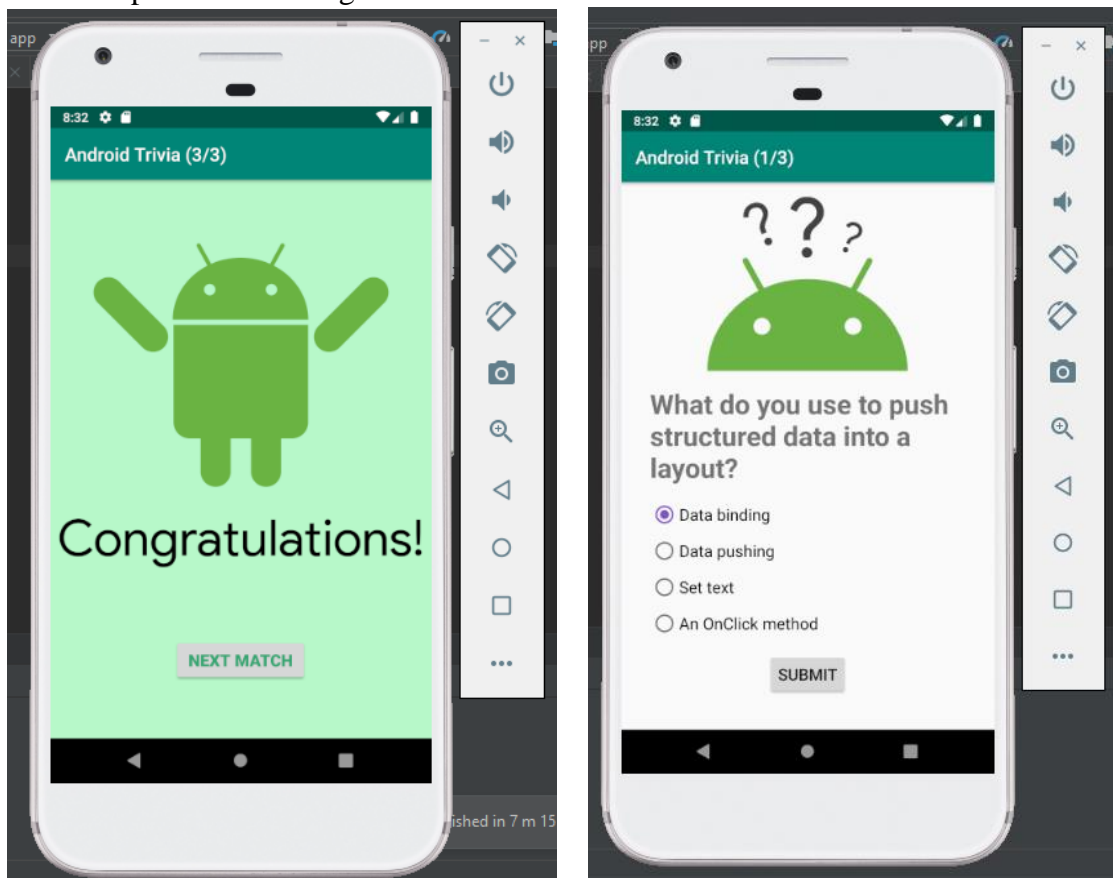 app
8:32
Android Trivia (3/3)
Congratulations!
NEXT MATCH
ished in 7 m 15
pp
8:32
Android Trivia (1/3)
? ? ?
What do you use to push
structured data into a
layout?
Data binding
Data pushing
Set text
An OnClick method
SUBMIT